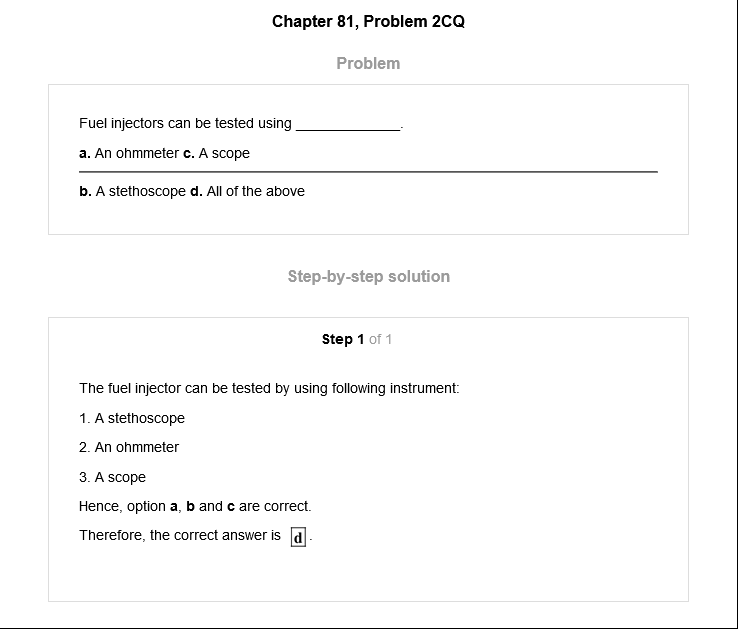 Chapter 81, Problem 2CQ
Problem
Fuel injectors can be tested using _____________.
a. An ohmmeter c. A scope
b. A stethoscope d. All of the above
Step-by-step solution
Step 1 of 1
The fuel injector can be tested by using following instrument:
1. A stethoscope
2. An ohmmeter
3. A scope
Hence, option a, b and c are correct.
Therefore, the correct answer is d.